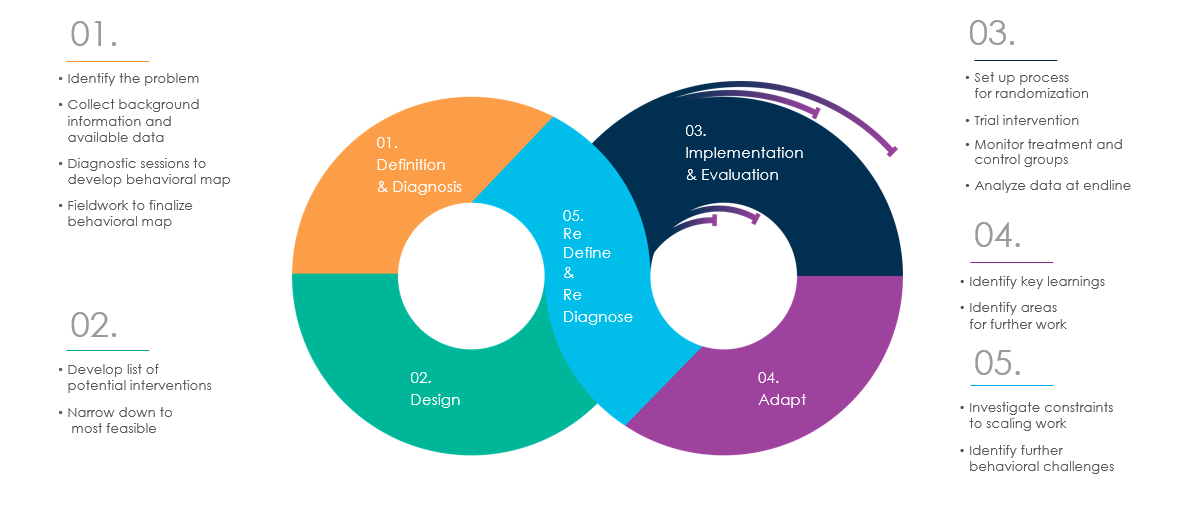 01.
• Identify the problem
• Collect background
information and
available data
• Diagnostic sessions to
develop behavioral map
• Fieldwork to finalize
behavioral map
02.
• Develop list of
potential interventions
• Narrow down to
most feasible
01.
Definition
& Diagnosis
02.
Design
05.
Re
Define
&
Re
Diagnose
03.
Implementation
& Evaluation
04.
Adapt
03.
• Set up process
for randomization
• Trial intervention
• Monitor treatment and
control groups
• Analyze data at endline
04.
• Identify key learnings
• Identify areas
for further work
05.
• Investigate constraints
to scaling work
• Identify further
behavioral challenges